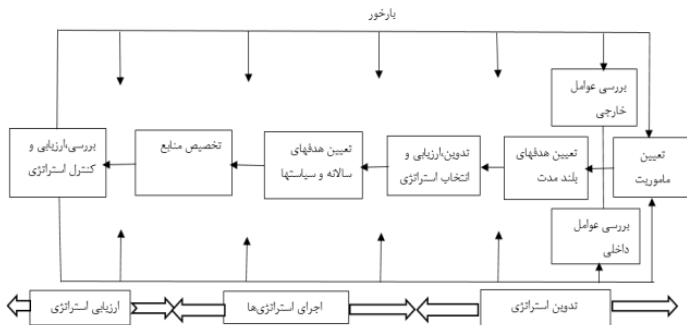 بازخور
بررسی عوامل
خارجی
تعیین
ماموریت
تعیین هدفهای
بلند مدت
تدوین،ارزیابی و
انتخاب استراتژی
تعیین هدفهای
سالانه و سیاستها
تخصیص منابع
بررسی،ارزیابی و
کنترل استراتژی
بررسی عوامل
داخلی
تدوین استراتژی
اجرای استراتژی‌ها
ارزیابی استراتژی